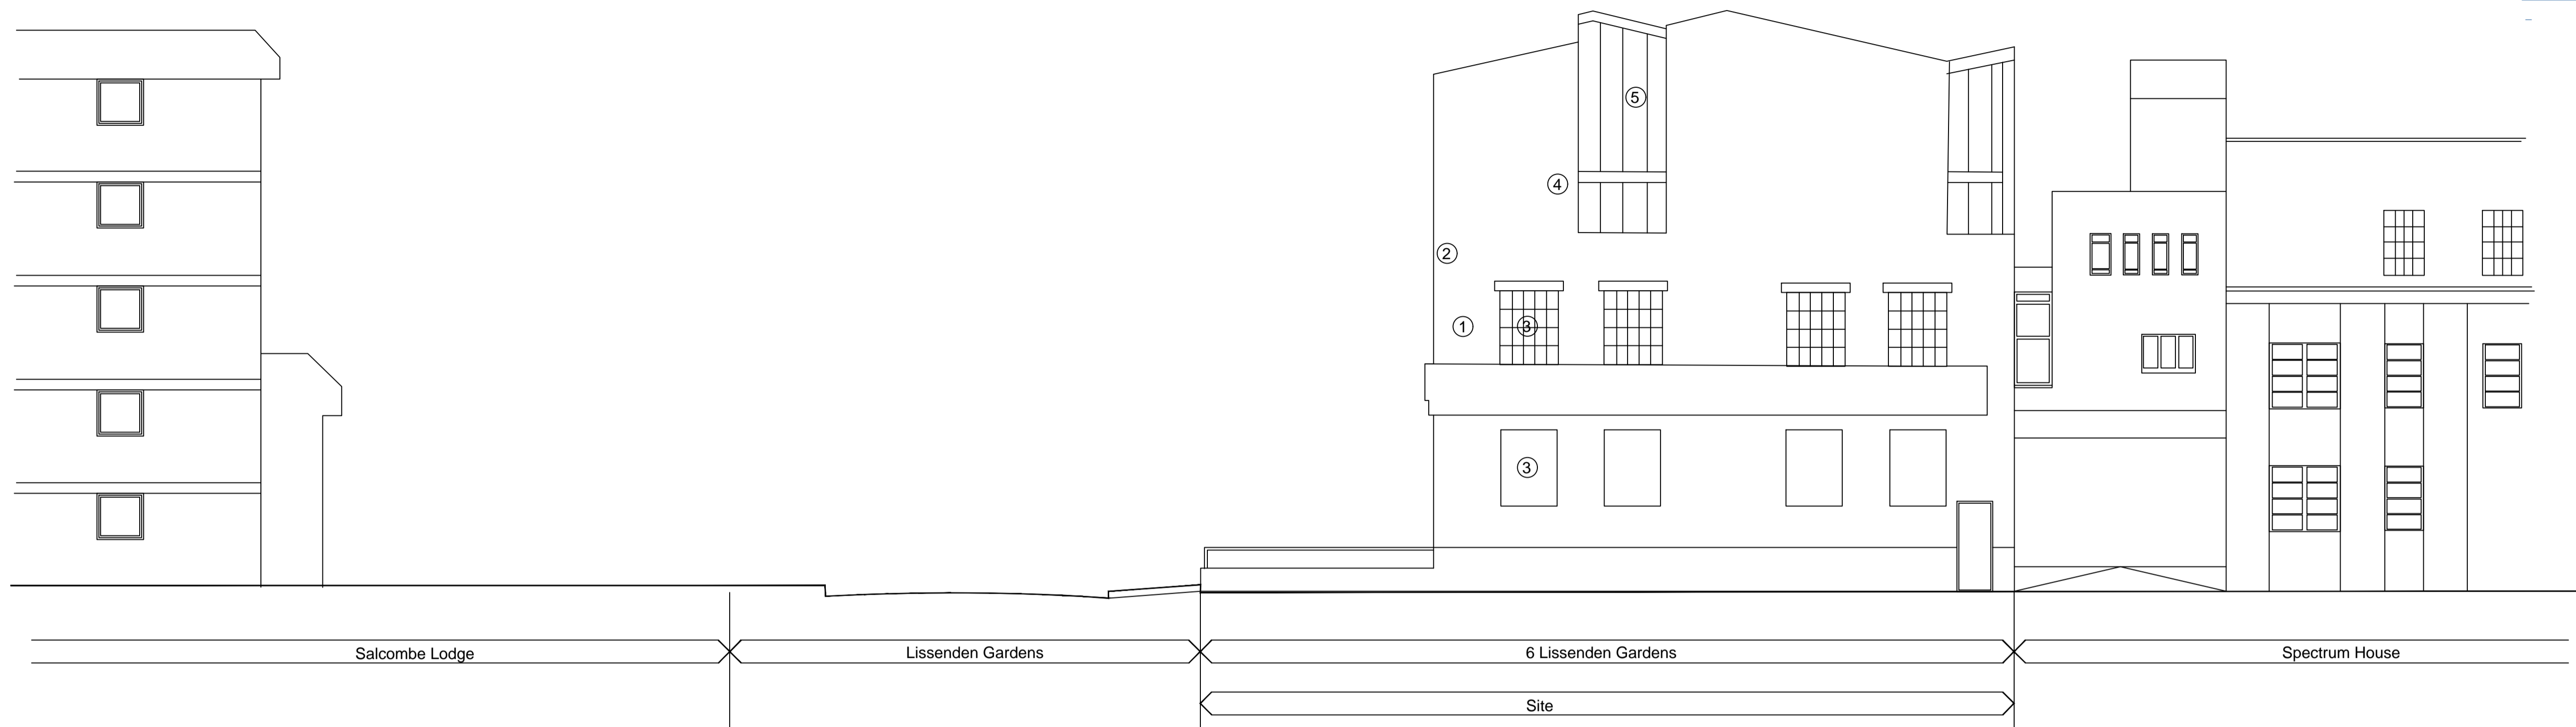 5
4
2
1
3
3
Salcombe Lodge
Lissenden Gardens
6 Lissenden Gardens
Spectrum House
Site